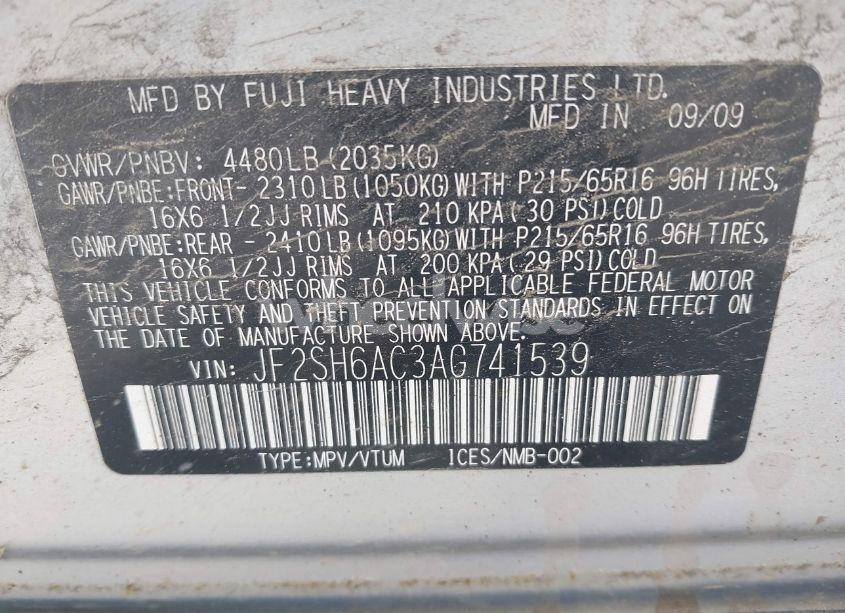 MFD BY FUJI HEAVY INDUSTRIES LTD.
MFD IN 09/09
GVWR/PNBV: 4480LB(2035KG)
GAWR/PNBE:FRONT- 2310LB(1050KG)WITH P215/65R16 96H TIRES,
16X6 1/2JJ RIMS AT 210 KPA( 30 PSI)COLD
GAWR/PNBE:REAR - 2410LB(1095KG)WITH P215/65R16 96H TIRES,
16X6 1/2JJ RIMS AT 200 KPA( 29 PSI)COLD
THIS VEHICLE CONFORMS TO ALL APPLICABLE FEDERAL MOTOR
VEHICLE SAFETY AND THEFT PREVENTION STANDARDS IN EFFECT ON
THE DATE OF MANUFACTURE SHOWN ABOVE.
VIN: JF2SH6AC3AG741539
TYPE:MPV/VTUM ICES/NMB-002